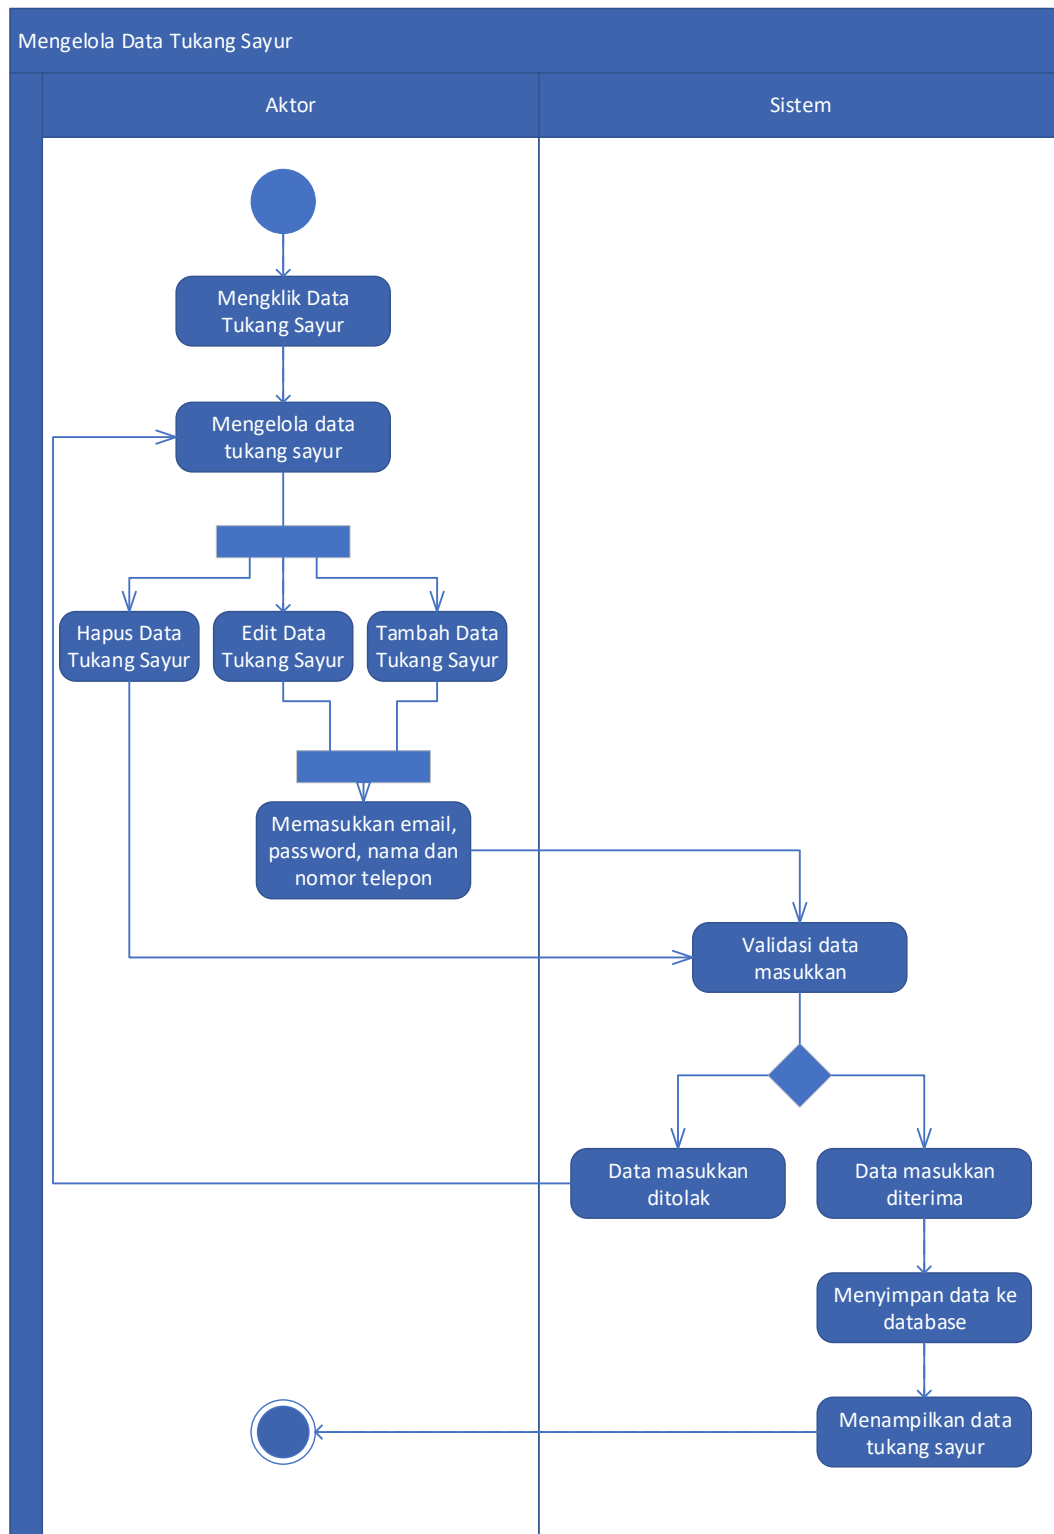 Mengelola Data Tukang Sayur
Aktor
Sistem
Mengklik Data
Tukang Sayur
Mengelola data
tukang sayur
Hapus Data
Tukang Sayur
Edit Data
Tukang Sayur
Tambah Data
Tukang Sayur
Memasukkan email,
password, nama dan
nomor telepon
Validasi data
masukkan
Data masukkan
ditolak
Data masukkan
diterima
Menyimpan data ke
database
Menampilkan data
tukang sayur